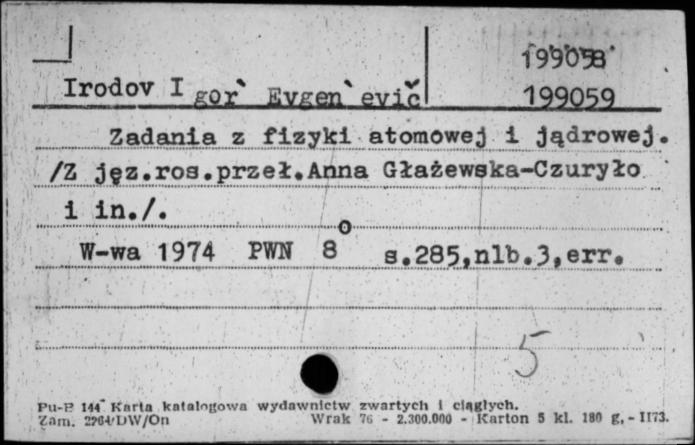 199058
Irodov Igor` Evgen`evič 199059
Zadania z fizyki atomowej i jądrowej.
/Z jęz.ros.przeł.Anna Głażewska-Czuryło
i in./.
W-wa 1974 PWN 8o s.285,nlb.3,err.
5
Pu-B 144 Karta katalogowa wydawnictw zwartych i ciągłych.
Zam. 2264/DW/On Wrak 76 - 2.300.000 - Karton 5 kl. 180 g, - II73.